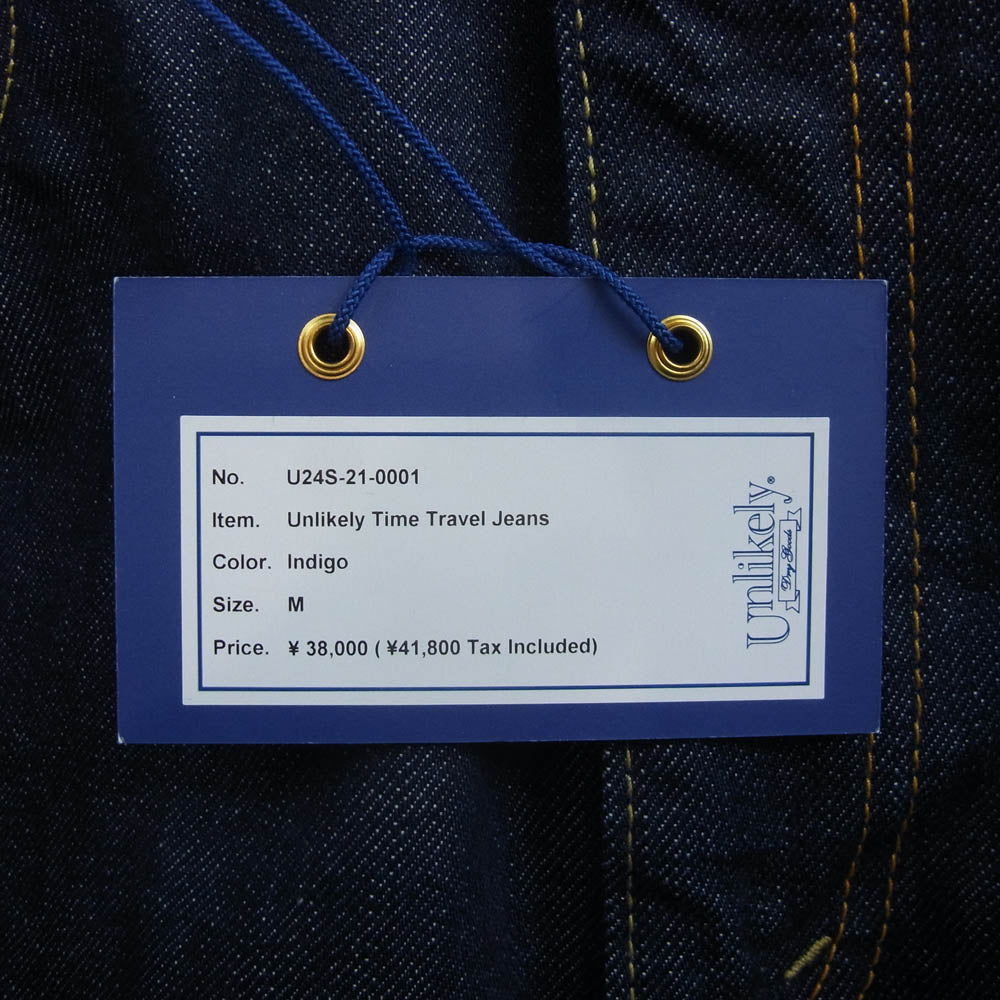 No. U24S-21-0001
Item. Unlikely Time Travel Jeans
Color. Indigo
Size. M
Price. ¥ 38,000 ( ¥41,800 Tax Included)
Unlikely®
Dry Goods